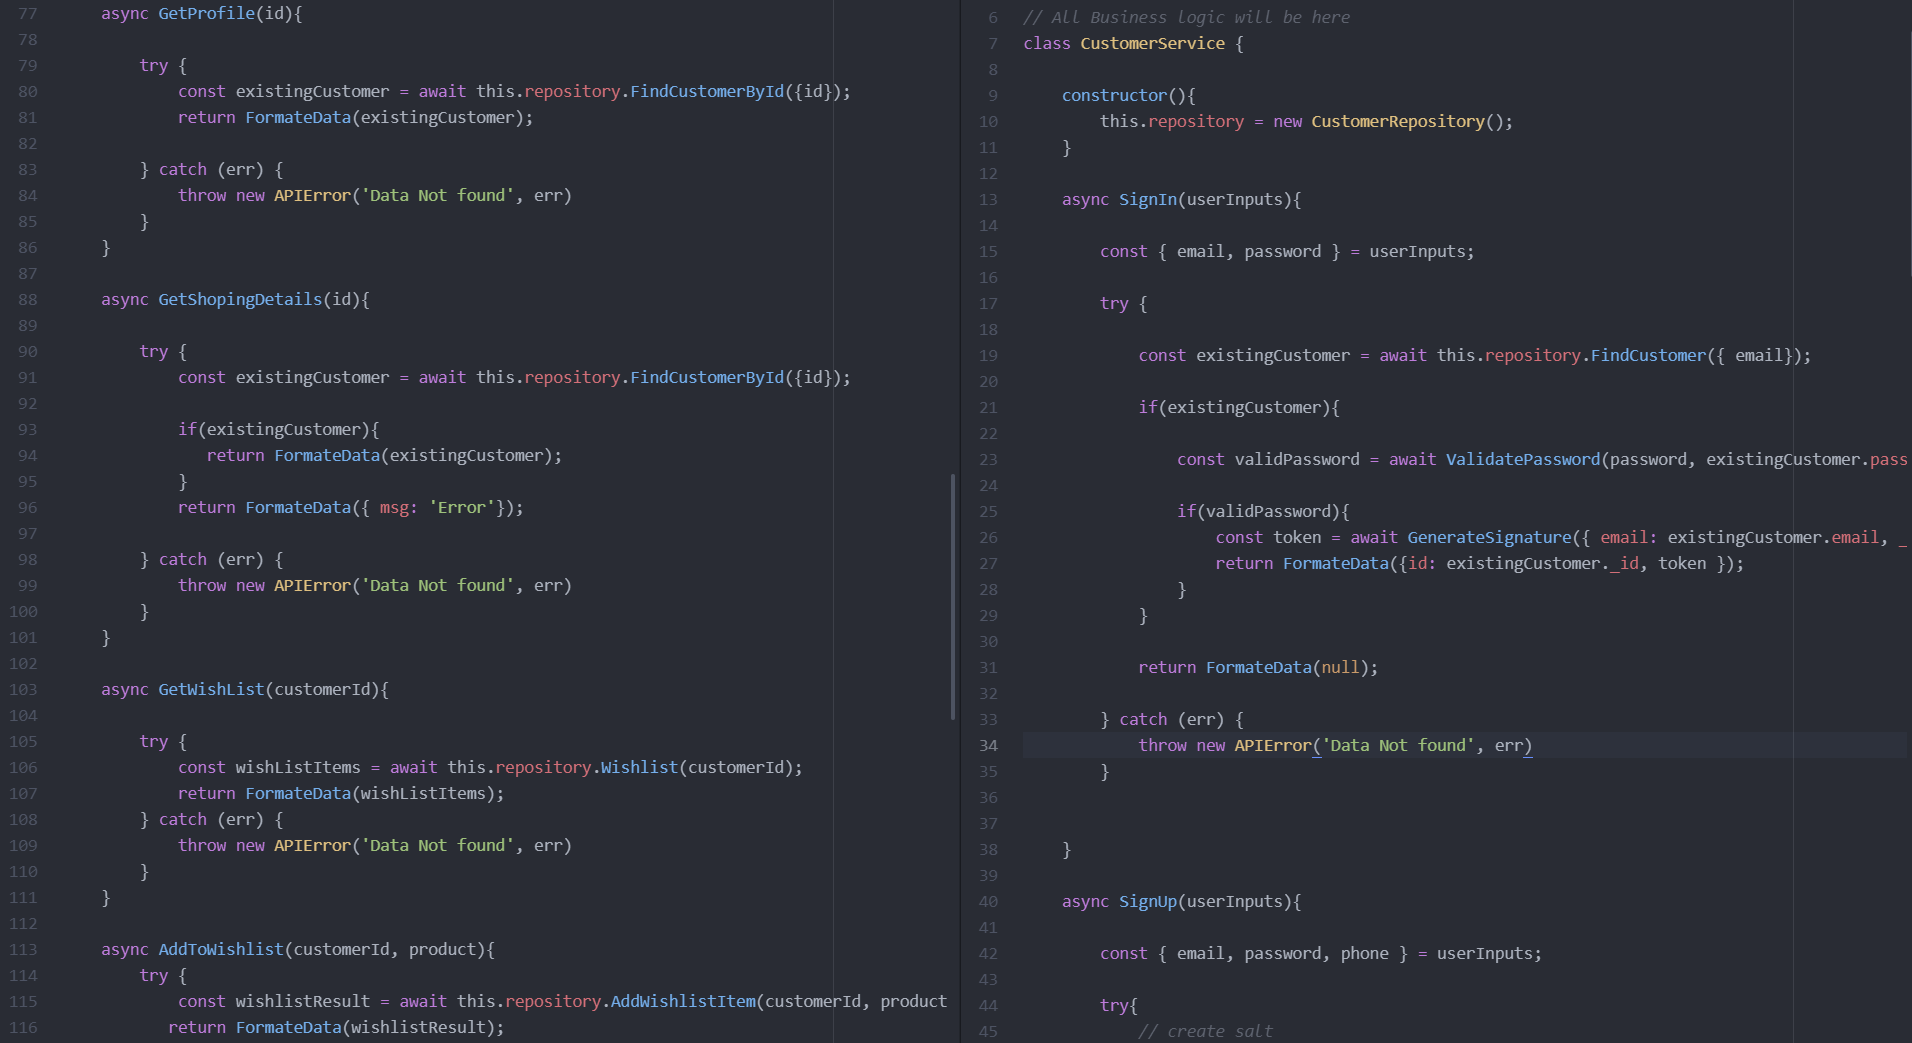 77 async GetProfile(id){
78
79 try {
80 const existingCustomer = await this.repository.FindCustomerById({id});
81 return FormateData(existingCustomer);
82
83 } catch (err) {
84 throw new APIError('Data Not found', err)
85 }
86 }
87
88 async GetShopingDetails(id){
89
90 try {
91 const existingCustomer = await this.repository.FindCustomerById({id});
92
93 if(existingCustomer){
94 return FormateData(existingCustomer);
95 }
96 return FormateData({ msg: 'Error'});
97
98 } catch (err) {
99 throw new APIError('Data Not found', err)
100 }
101 }
102
103 async GetWishList(customerId){
104
105 try {
106 const wishListItems = await this.repository.Wishlist(customerId);
107 return FormateData(wishListItems);
108 } catch (err) {
109 throw new APIError('Data Not found', err)
110 }
111 }
112
113 async AddToWishlist(customerId, product){
114 try {
115 const wishlistResult = await this.repository.AddWishlistItem(customerId, product
116 return FormateData(wishlistResult);
6 // All Business logic will be here
7 class CustomerService {
8
9 constructor(){
10 this.repository = new CustomerRepository();
11 }
12
13 async SignIn(userInputs){
14
15 const { email, password } = userInputs;
16
17 try {
18
19 const existingCustomer = await this.repository.FindCustomer({ email});
20
21 if(existingCustomer){
22
23 const validPassword = await ValidatePassword(password, existingCustomer.pass
24
25 if(validPassword){
26 const token = await GenerateSignature({ email: existingCustomer.email, _
27 return FormateData({id: existingCustomer._id, token });
28 }
29 }
30
31 return FormateData(null);
32
33 } catch (err) {
34 throw new APIError('Data Not found', err)
35 }
36
37
38 }
39
40 async SignUp(userInputs){
41
42 const { email, password, phone } = userInputs;
43
44 try{
45 // create salt